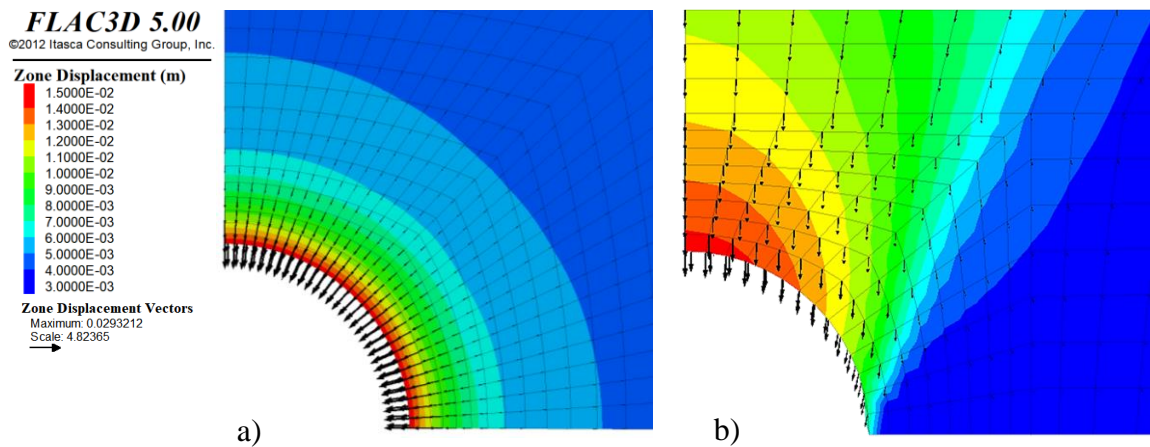 FLAC3D 5.00
©2012 Itasca Consulting Group, Inc.
Zone Displacement (m)
1.5000E-02
1.4000E-02
1.3000E-02
1.2000E-02
1.1000E-02
1.0000E-02
9.0000E-03
8.0000E-03
7.0000E-03
6.0000E-03
5.0000E-03
4.0000E-03
3.0000E-03
Zone Displacement Vectors
Maximum: 0.0293212
Scale: 4.82365
a)
b)